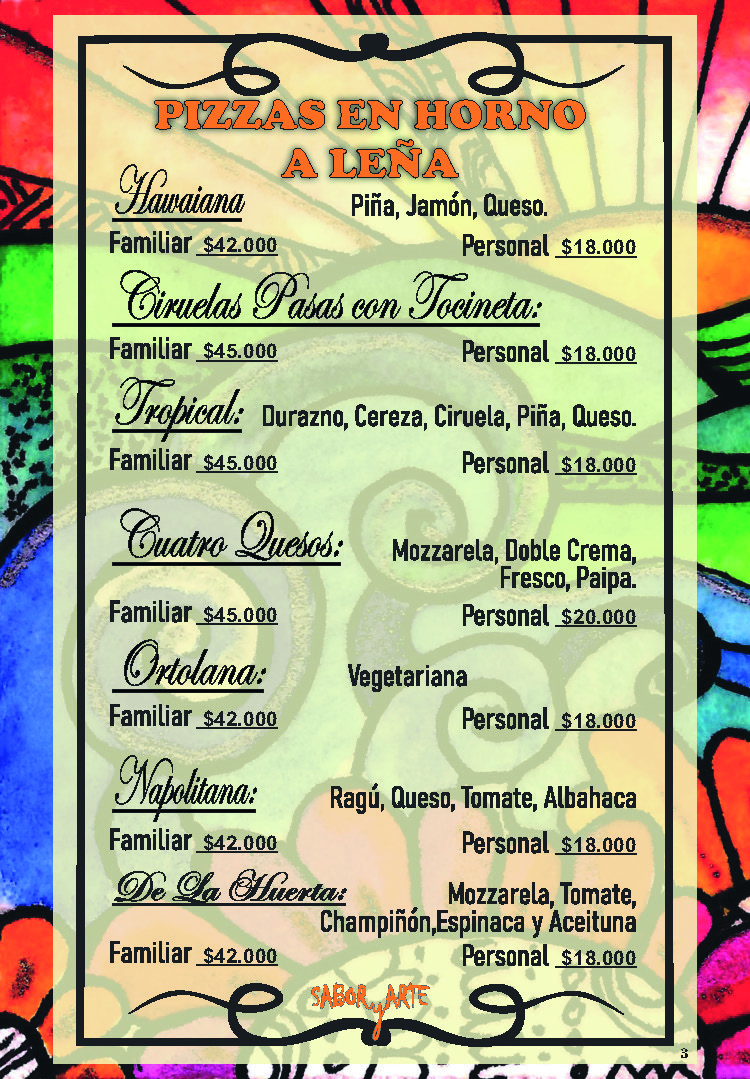 PIZZAS EN HORNO
A LEÑA
Hawaiana Piña, Jamón, Queso.
Familiar $42.000 Personal $18.000
Ciruelas Pasas con Tocineta:
Familiar $45.000 Personal $18.000
Tropical: Durazno, Cereza, Ciruela, Piña, Queso.
Familiar $45.000 Personal $18.000
Cuatro Quesos: Mozzarela, Doble Crema,
Fresco, Paipa.
Familiar $45.000 Personal $20.000
Ortolana: Vegetariana
Familiar $42.000 Personal $18.000
Napolitana: Ragú, Queso, Tomate, Albahaca
Familiar $42.000 Personal $18.000
De La Huerta: Mozzarela, Tomate,
Champiñón,Espinaca y Aceituna
Familiar $42.000 Personal $18.000
SABOR y ARTE
3